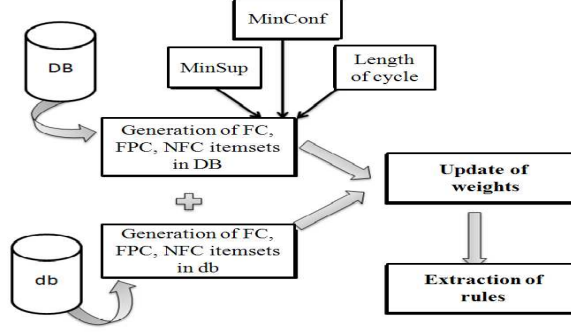 MinConf
DB
MinSup
Length
of cycle
Generation of FC,
FPC, NFC itemsets
in DB
Update of
weights
Generation of FC,
FPC, NFC itemsets
in db
db
Extraction of
rules